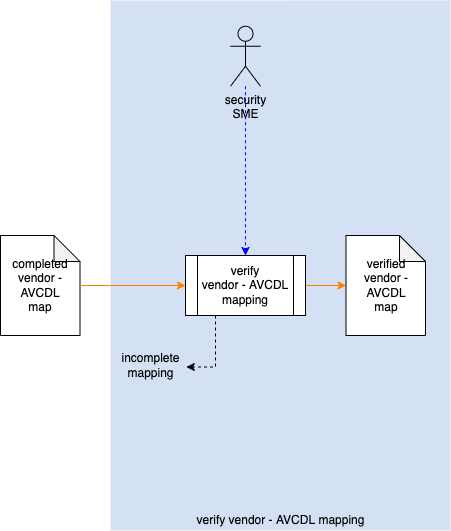 security
SME
completed
vendor -
AVCDL
map
verify
vendor - AVCDL
mapping
verified
vendor -
AVCDL
map
incomplete
mapping
verify vendor - AVCDL mapping